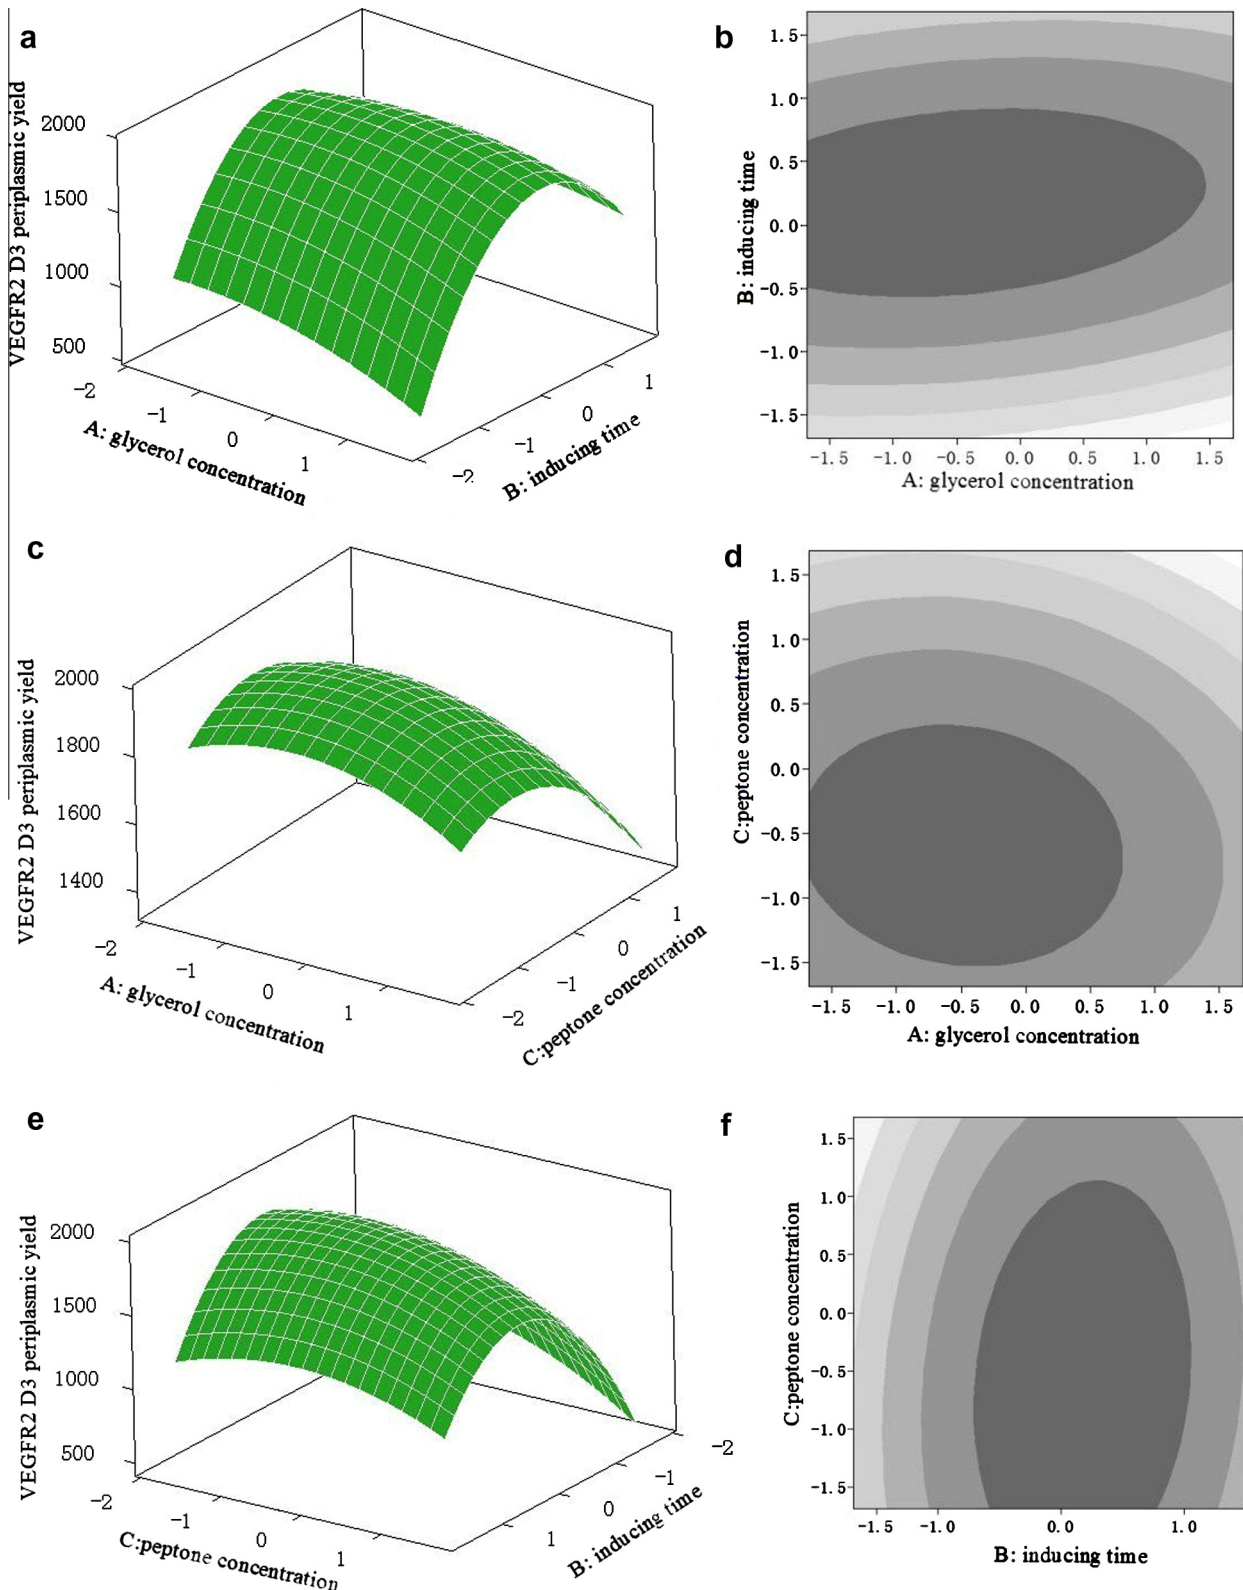 a
VEGFR2 D3 periplasmic yield
2000
1500
1000
500
-2
-1
0
1
A: glycerol concentration
-2
-1
0
1
B: inducing time
b
B: inducing time
1.5
1.0
0.5
0.0
-0.5
-1.0
-1.5
-1.5 -1.0 -0.5 0.0 0.5 1.0 1.5
A: glycerol concentration
c
VEGFR2 D3 periplasmic yield
2000
1800
1600
1400
-2
-1
0
1
A: glycerol concentration
-2
-1
0
1
C:peptone concentration
d
C:peptone concentration
1.5
1.0
0.5
0.0
-0.5
-1.0
-1.5
-1.5 -1.0 -0.5 0.0 0.5 1.0 1.5
A: glycerol concentration
e
VEGFR2 D3 periplasmic yield
2000
1500
1000
500
-2
-1
0
1
C:peptone concentration
1
0
-1
-2
B: inducing time
f
C:peptone concentration
1.5
1.0
0.5
0.0
-0.5
-1.0
-1.5
-1.5 -1.0 0.0 1.0
B: inducing time